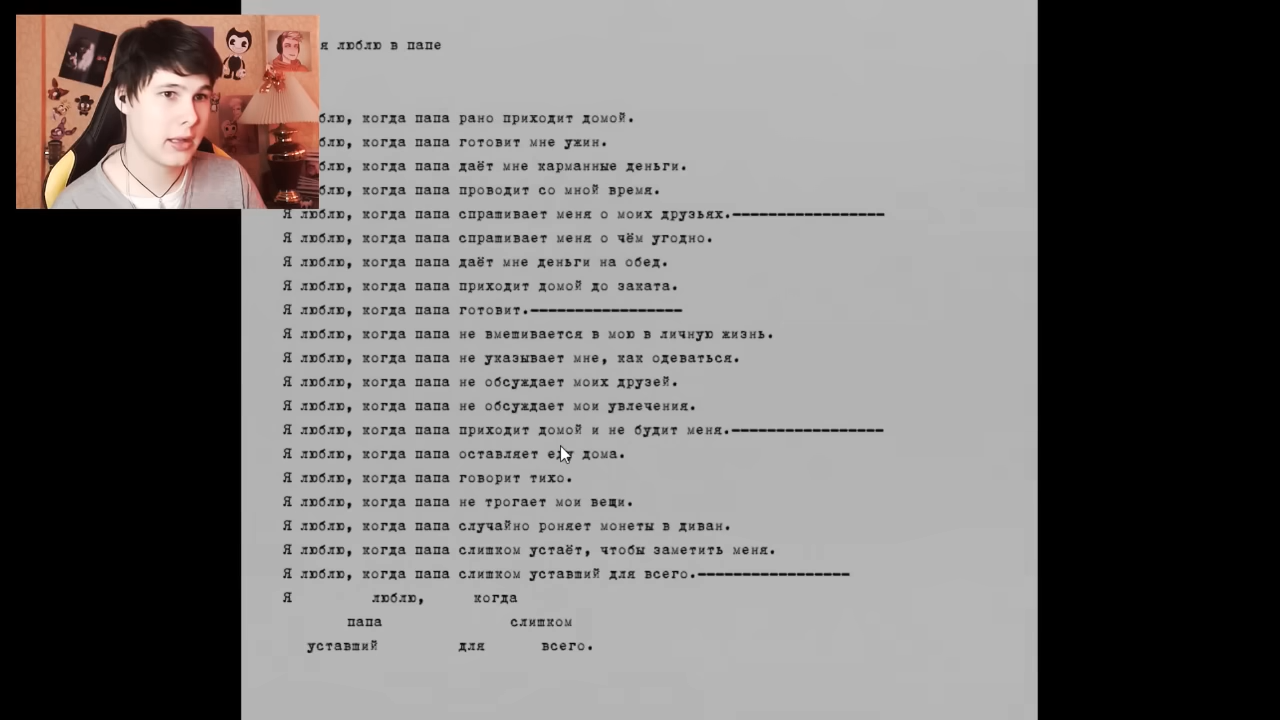 я люблю в папе
когда папа рано приходит домой.
когда папа готовит мне ужин.
когда папа даёт мне карманные деньги.
когда папа проводит со мной время.
Я люблю, когда папа спрашивает меня о моих друзьях.-----------------
Я люблю, когда папа спрашивает меня о чём угодно.
Я люблю, когда папа даёт мне деньги на обед.
Я люблю, когда папа приходит домой до заката.
Я люблю, когда папа готовит.-----------------
Я люблю, когда папа не вмешивается в мою в личную жизнь.
Я люблю, когда папа не указывает мне, как одеваться.
Я люблю, когда папа не обсуждает моих друзей.
Я люблю, когда папа не обсуждает мои увлечения.
Я люблю, когда папа приходит домой и не будит меня.-----------------
Я люблю, когда папа оставляет еду дома.
Я люблю, когда папа говорит тихо.
Я люблю, когда папа не трогает мои вещи.
Я люблю, когда папа случайно роняет монеты в диван.
Я люблю, когда папа слишком устаёт, чтобы заметить меня.
Я люблю, когда папа слишком уставший для всего.-----------------
Я люблю, когда
папа слишком
уставший для всего.